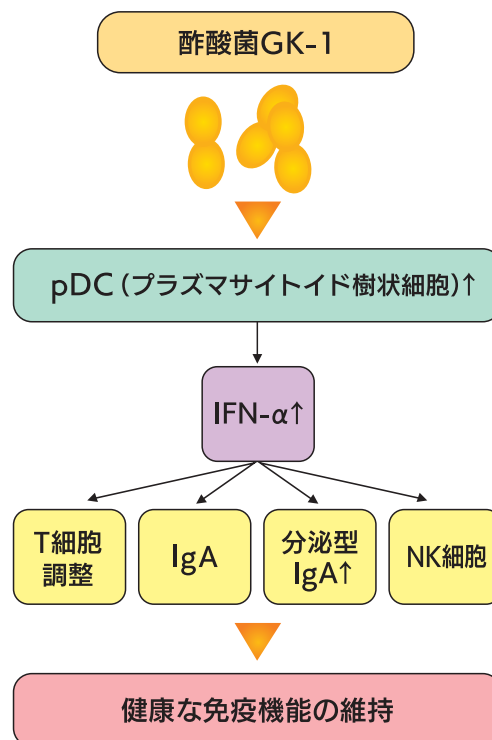 酢酸菌GK-1
pDC（プラズマサイトイド樹状細胞）↑
IFN-α↑
T細胞
調整
IgA
分泌型
IgA↑
NK細胞
健康な免疫機能の維持